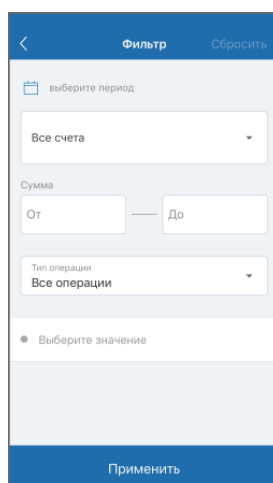 Фильтр Сбросить
выберите период
Все счета
Сумма
От До
Тип операции
Все операции
Выберите значение
Применить